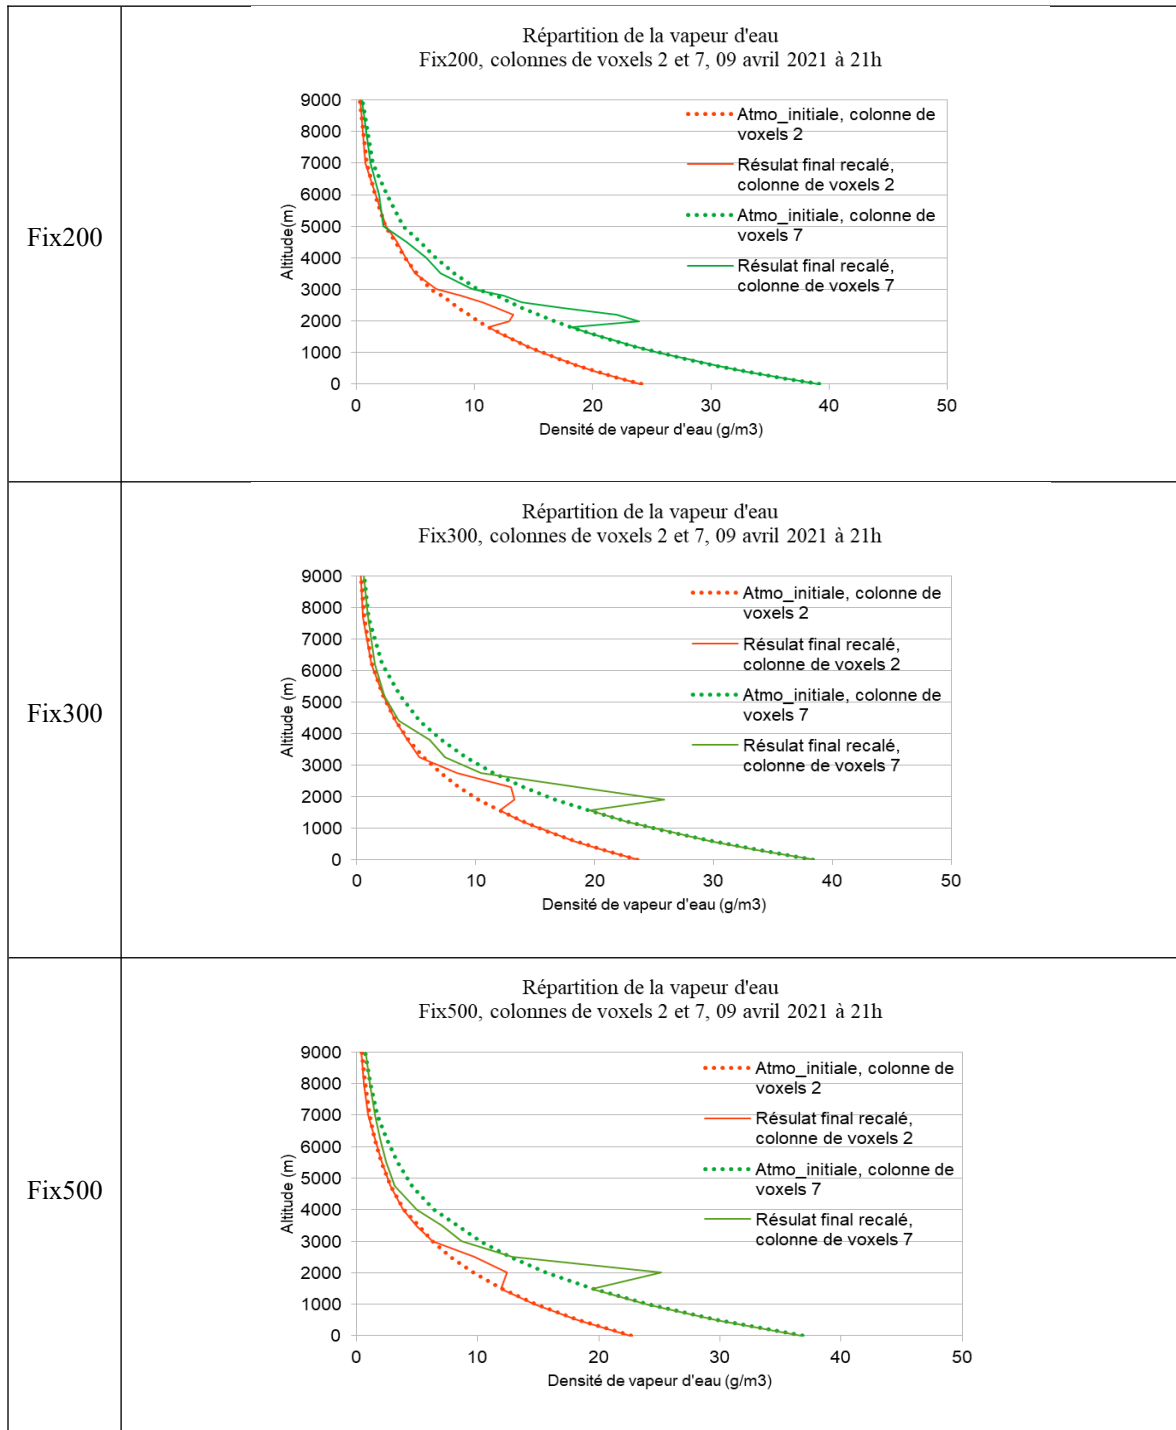 Fix200
Répartition de la vapeur d'eau
Fix200, colonnes de voxels 2 et 7, 09 avril 2021 à 21h
Altitude(m)
9000
8000
7000
6000
5000
4000
3000
2000
1000
0
0 10 20 30 40 50
Densité de vapeur d'eau (g/m3)
Atmo_initiale, colonne de
voxels 2
Résulat final recalé,
colonne de voxels 2
Atmo_initiale, colonne de
voxels 7
Résulat final recalé,
colonne de voxels 7
Fix300
Répartition de la vapeur d'eau
Fix300, colonnes de voxels 2 et 7, 09 avril 2021 à 21h
Altitude (m)
9000
8000
7000
6000
5000
4000
3000
2000
1000
0
0 10 20 30 40 50
Densité de vapeur d'eau (g/m3)
Atmo_initiale, colonne de
voxels 2
Résulat final recalé,
colonne de voxels 2
Atmo_initiale, colonne de
voxels 7
Résulat final recalé,
colonne de voxels 7
Fix500
Répartition de la vapeur d'eau
Fix500, colonnes de voxels 2 et 7, 09 avril 2021 à 21h
Altitude (m)
9000
8000
7000
6000
5000
4000
3000
2000
1000
0
0 10 20 30 40 50
Densité de vapeur d'eau (g/m3)
Atmo_initiale, colonne de
voxels 2
Résulat final recalé,
colonne de voxels 2
Atmo_initiale, colonne de
voxels 7
Résulat final recalé,
colonne de voxels 7